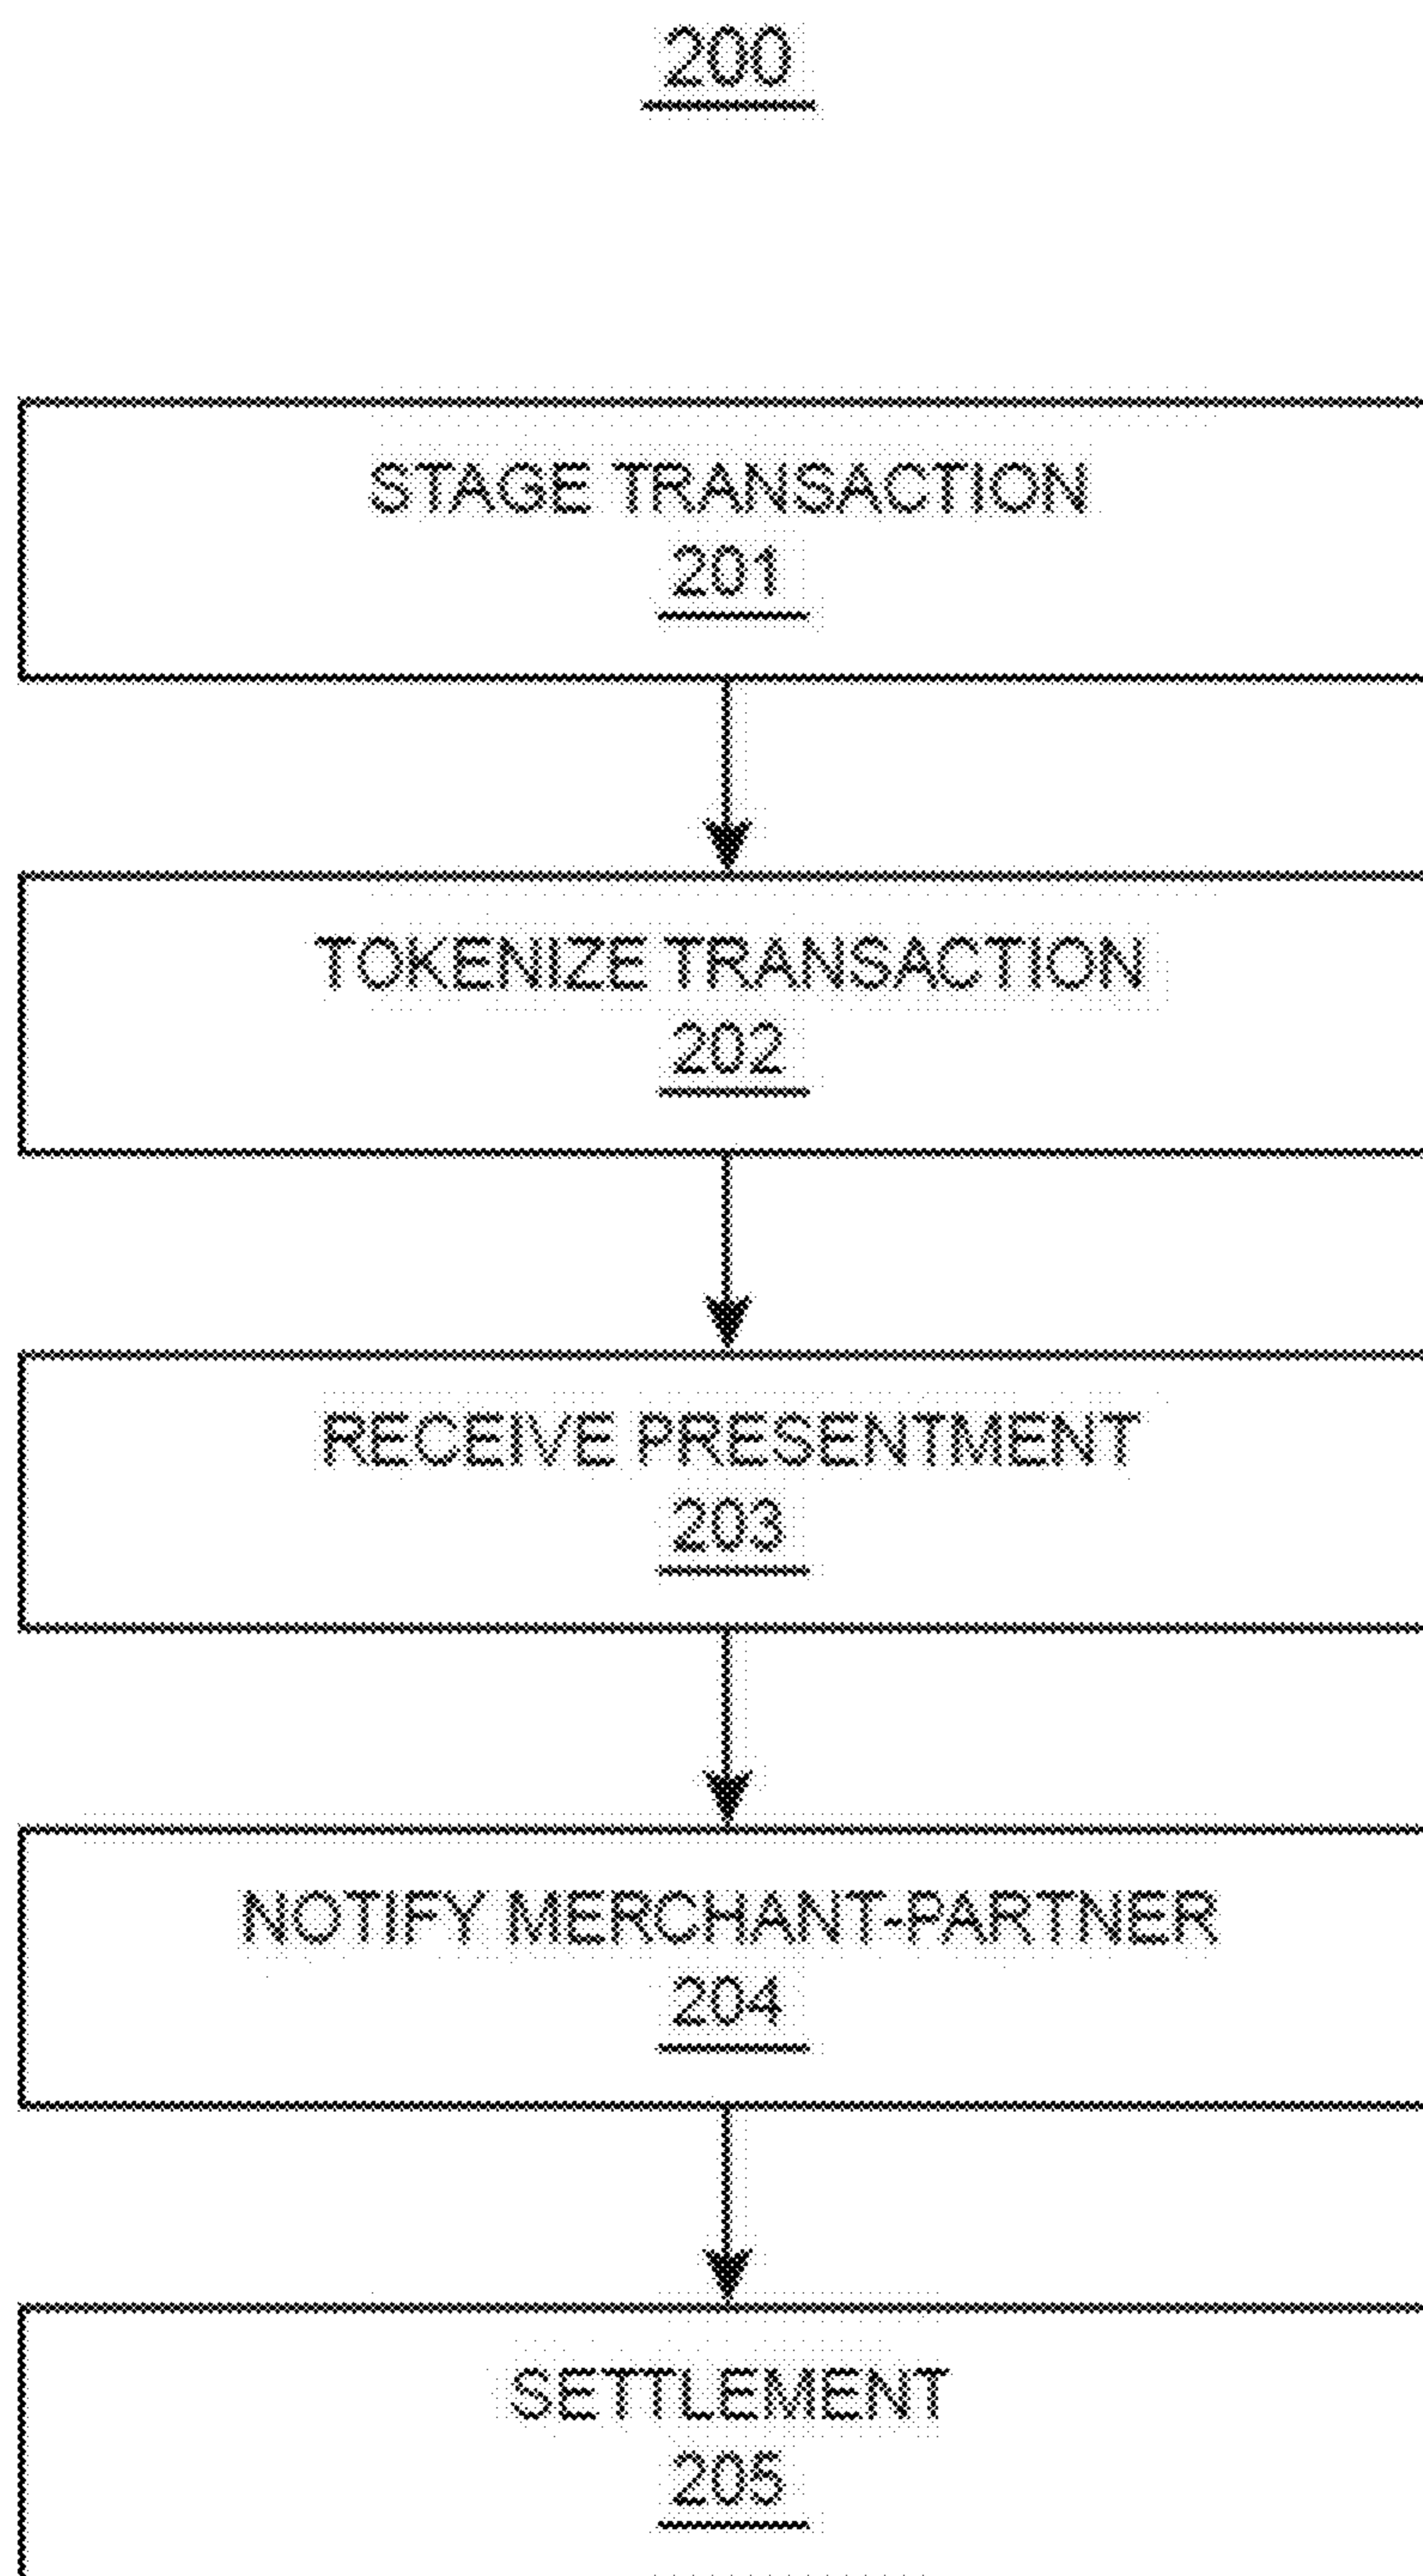 200
STAGE TRANSACTION
201
TOKENIZE TRANSACTION
202
RECEIVE PRESENTMENT
203
NOTIFY MERCHANT-PARTNER
204
SETTLEMENT
205